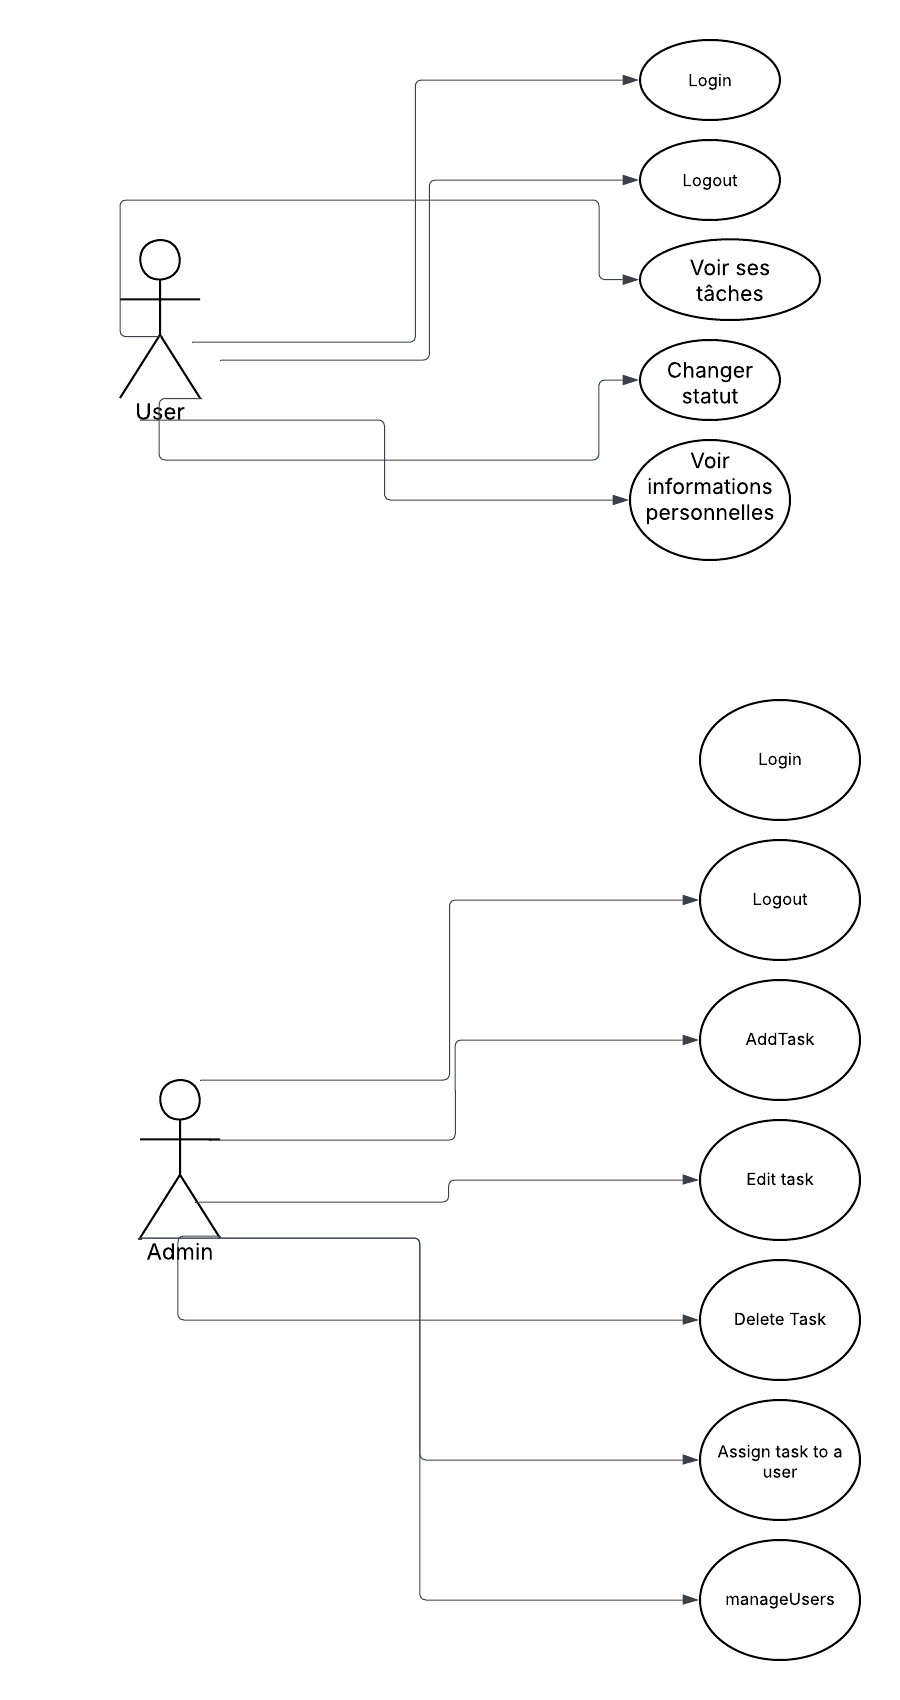 Login
Logout
Voir ses
tâches
Changer
statut
User
Voir
informations
personnelles
Login
Logout
AddTask
Edit task
Admin
Delete Task
Assign task to a
user
manageUsers